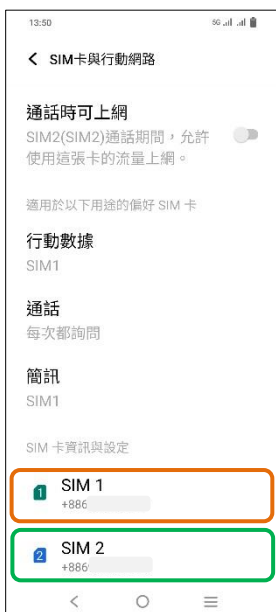 13:50
5G
SIM卡與行動網路
通話時可上網
SIM2(SIM2)通話期間，允許
使用這張卡的流量上網。
適用於以下用途的偏好 SIM 卡
行動數據
SIM1
通話
每次都詢問
簡訊
SIM1
SIM 卡資訊與設定
1
SIM 1
+886
2
SIM 2
+886